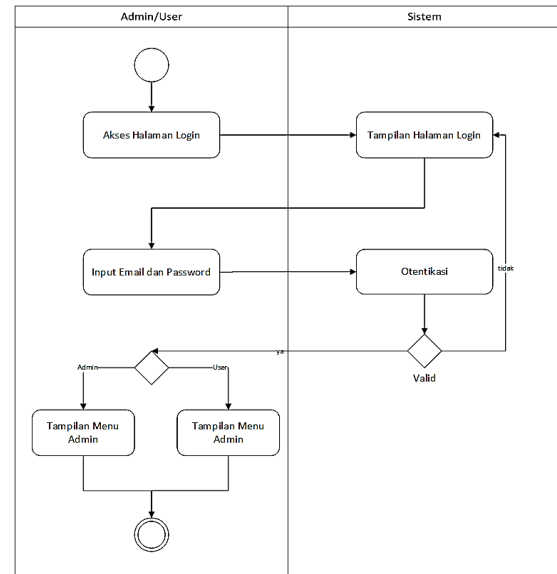 Admin/User
Sistem
Akses Halaman Login
Tampilan Halaman Login
Input Email dan Password
Otentikasi
tidak
ya
Valid
Admin
User
Tampilan Menu
Admin
Tampilan Menu
Admin